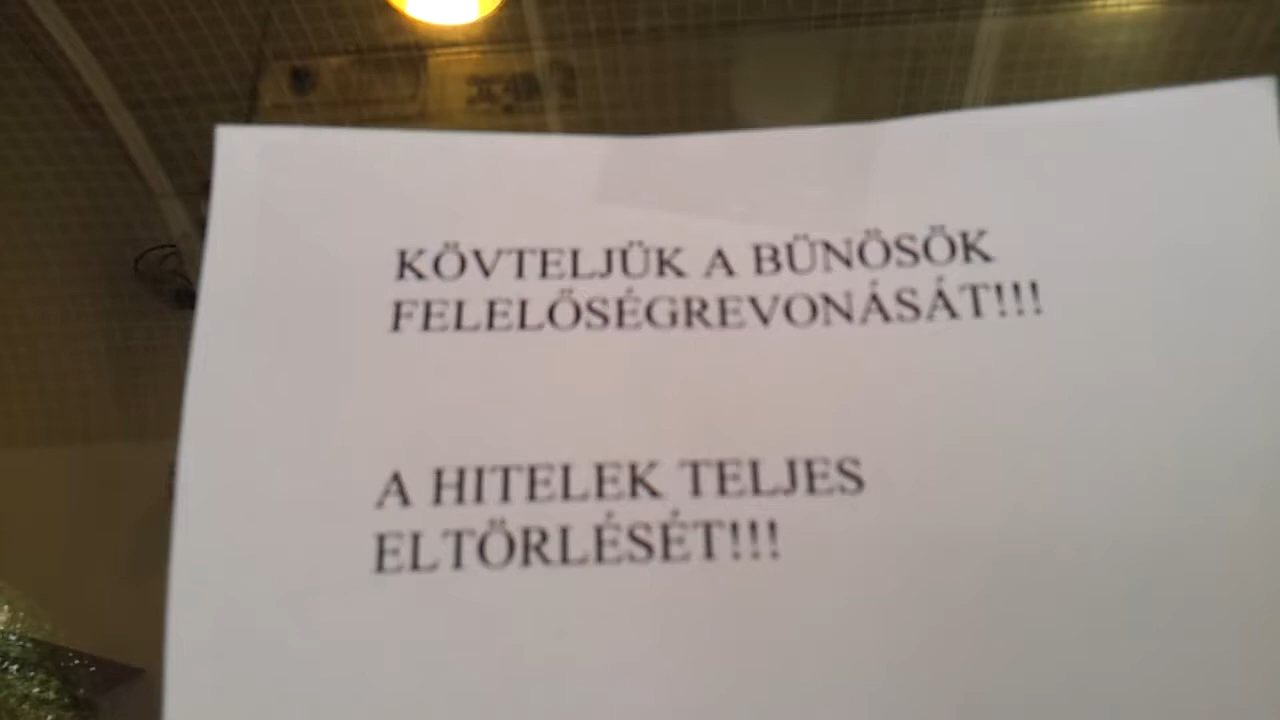 KÖVTELJÜK A BŰNÖSÖK
FELELŐSÉGREVONÁSÁT!!!
A HITELEK TELJES
ELTÖRLÉSÉT!!!